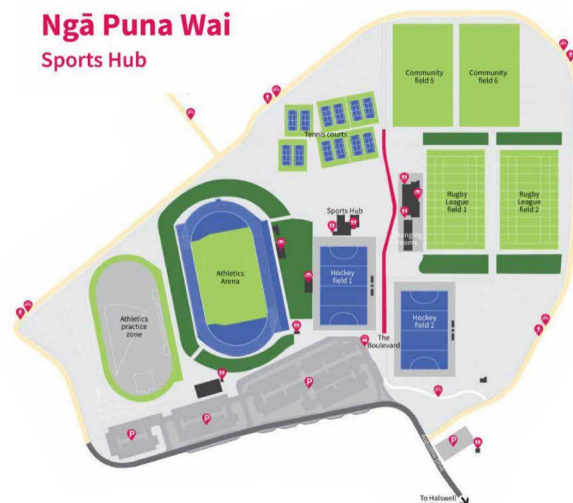 Ngā Puna Wai
Sports Hub
Community
field 5
Community
field 6
Tennis courts
Rugby
League
field 1
Rugby
League
field 2
Sports Hub
rooms
Athletics
Arena
Hockey
field 1
Hockey
field 2
Athletics
practice
zone
The
Boulevard
P
P
P
P
To Halswell